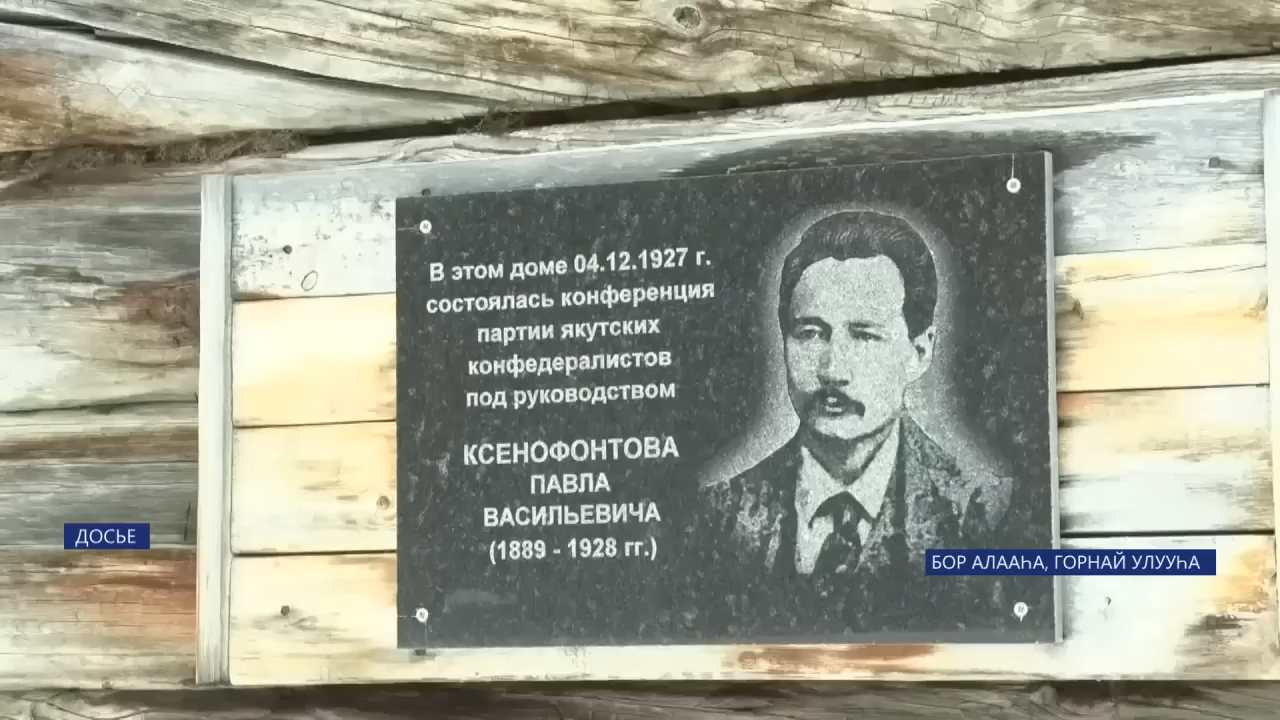 В этом доме 04.12.1927 г.
состоялась конференция
партии якутских
конфедералистов
под руководством
КСЕНОФОНТОВА
ПАВЛА
ВАСИЛЬЕВИЧА
(1889 - 1928 гг.)
ДОСЬЕ
БОР АЛААҺА, ГОРНАЙ УЛУУҺА